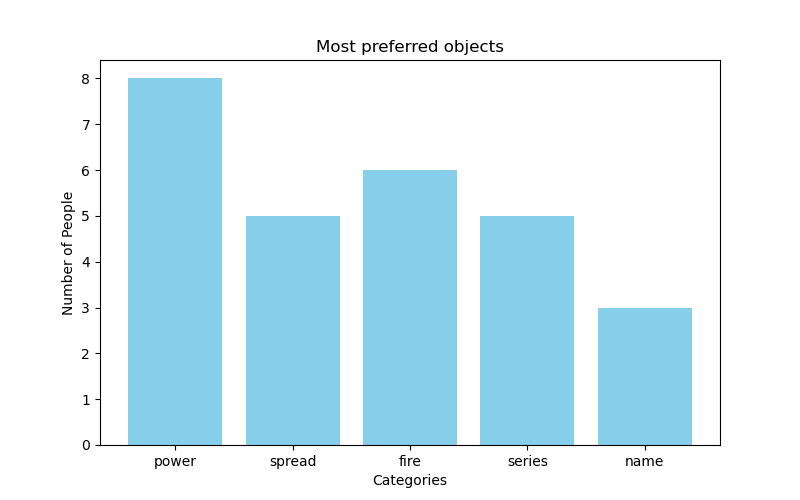 Most preferred objects
Number of People
8
7
6
5
4
3
2
1
0
power spread fire series name
Categories